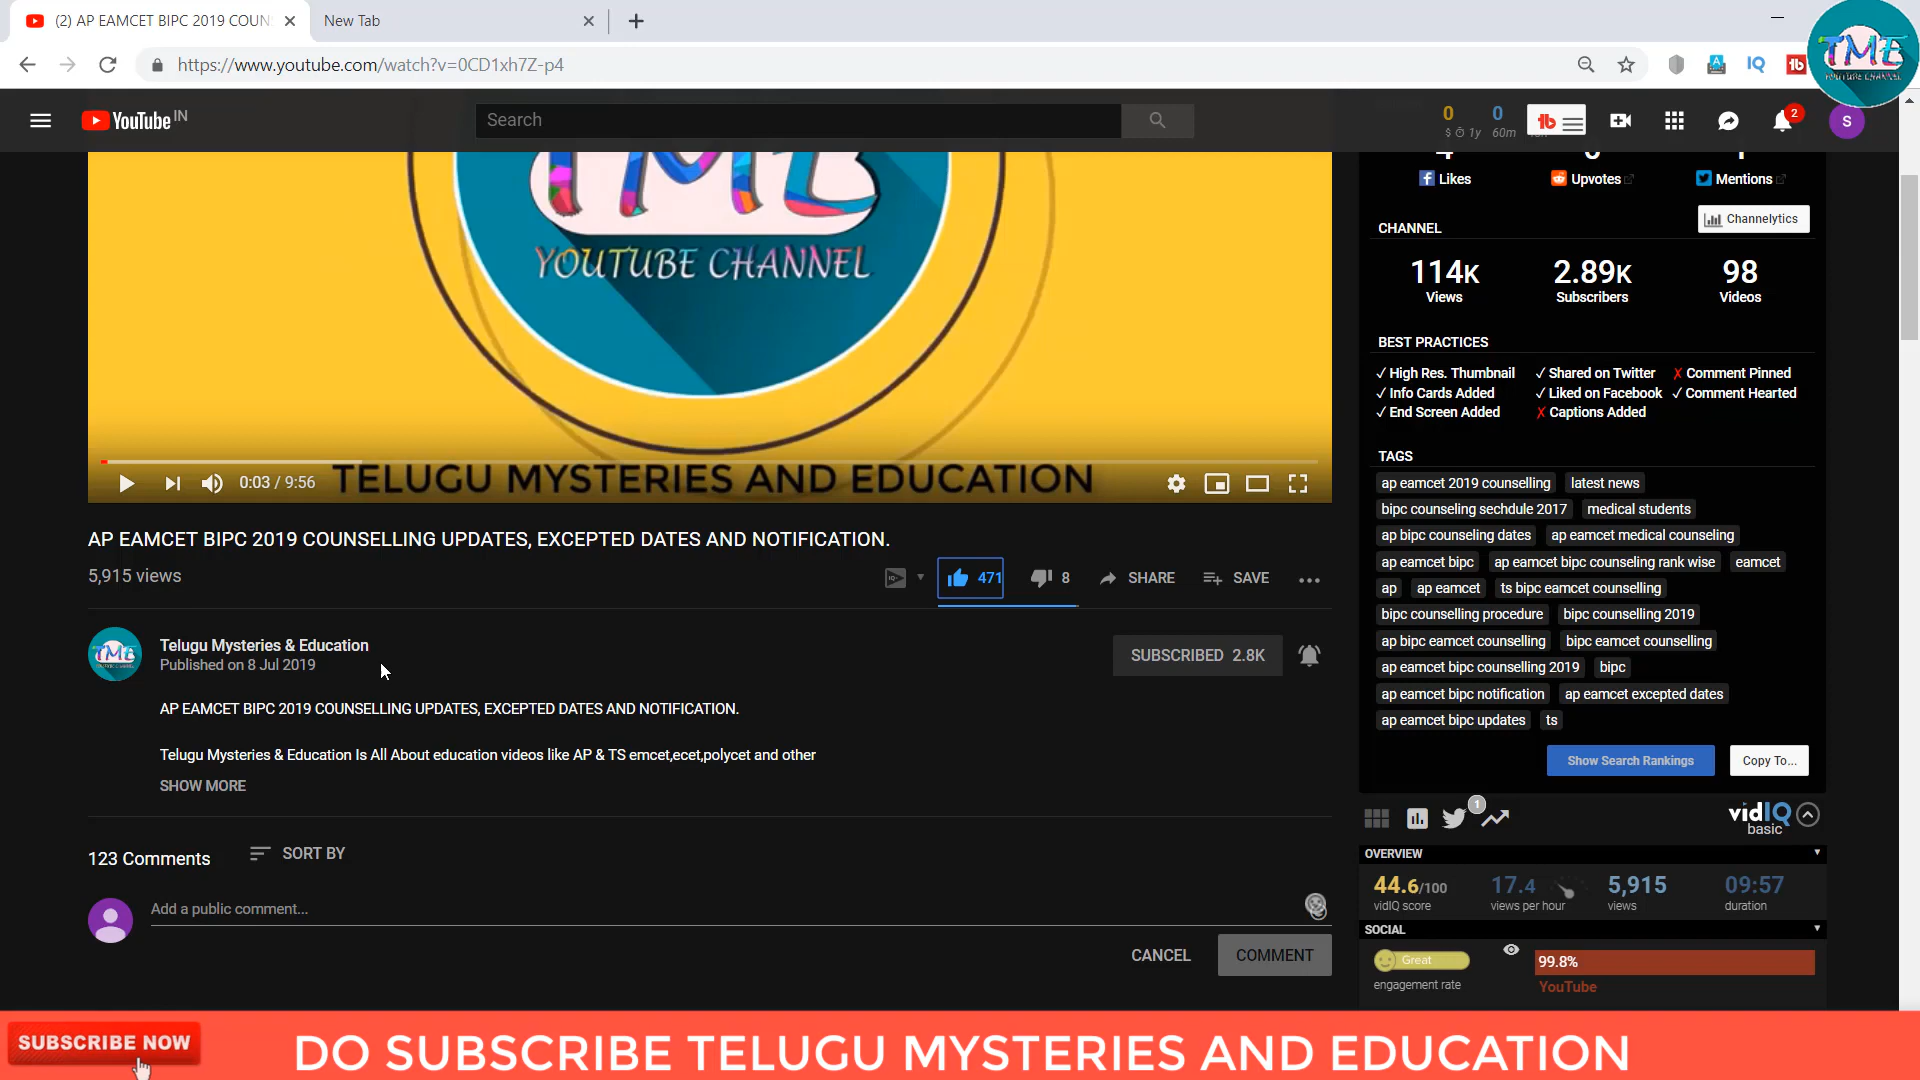 (2) AP EAMCET BIPC 2019 COUN
New Tab
https://www.youtube.com/watch?v=0CD1xh7Z-p4
TME
YOUTUBE CHANNEL
YouTube IN
Search
0 0
$ 1y 60m
2
S
TME
YOUTUBE CHANNEL
0:03 / 9:56
TELUGU MYSTERIES AND EDUCATION
AP EAMCET BIPC 2019 COUNSELLING UPDATES, EXCEPTED DATES AND NOTIFICATION.
5,915 views
471
8
SHARE
SAVE
Telugu Mysteries & Education
Published on 8 Jul 2019
SUBSCRIBED 2.8K
AP EAMCET BIPC 2019 COUNSELLING UPDATES, EXCEPTED DATES AND NOTIFICATION.
Telugu Mysteries & Education Is All About education videos like AP & TS emcet,ecet,polycet and other
SHOW MORE
123 Comments
SORT BY
Add a public comment...
CANCEL
COMMENT
Likes Upvotes Mentions
Channelytics
CHANNEL
114K 2.89K 98
Views Subscribers Videos
BEST PRACTICES
✓ High Res. Thumbnail ✓ Shared on Twitter ✗ Comment Pinned
✓ Info Cards Added ✓ Liked on Facebook ✓ Comment Hearted
✓ End Screen Added ✗ Captions Added
TAGS
ap eamcet 2019 counselling latest news
bipc counseling sechdule 2017 medical students
ap bipc counseling dates ap eamcet medical counseling
ap eamcet bipc ap eamcet bipc counseling rank wise eamcet
ap ap eamcet ts bipc eamcet counselling
bipc counselling procedure bipc counselling 2019
ap bipc eamcet counselling bipc eamcet counselling
ap eamcet bipc counselling 2019 bipc
ap eamcet bipc notification ap eamcet excepted dates
ap eamcet bipc updates ts
Show Search Rankings
Copy To...
1
vidIQ
basic
OVERVIEW
44.6/100 17.4 5,915 09:57
vidIQ score views per hour views duration
SOCIAL
Great
engagement rate
99.8%
YouTube
SUBSCRIBE NOW
DO SUBSCRIBE TELUGU MYSTERIES AND EDUCATION